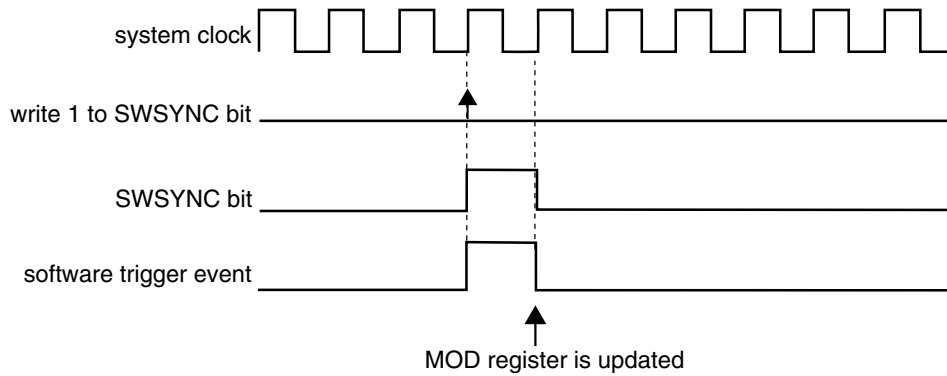 system clock
write 1 to SWSYNC bit
SWSYNC bit
software trigger event
MOD register is updated